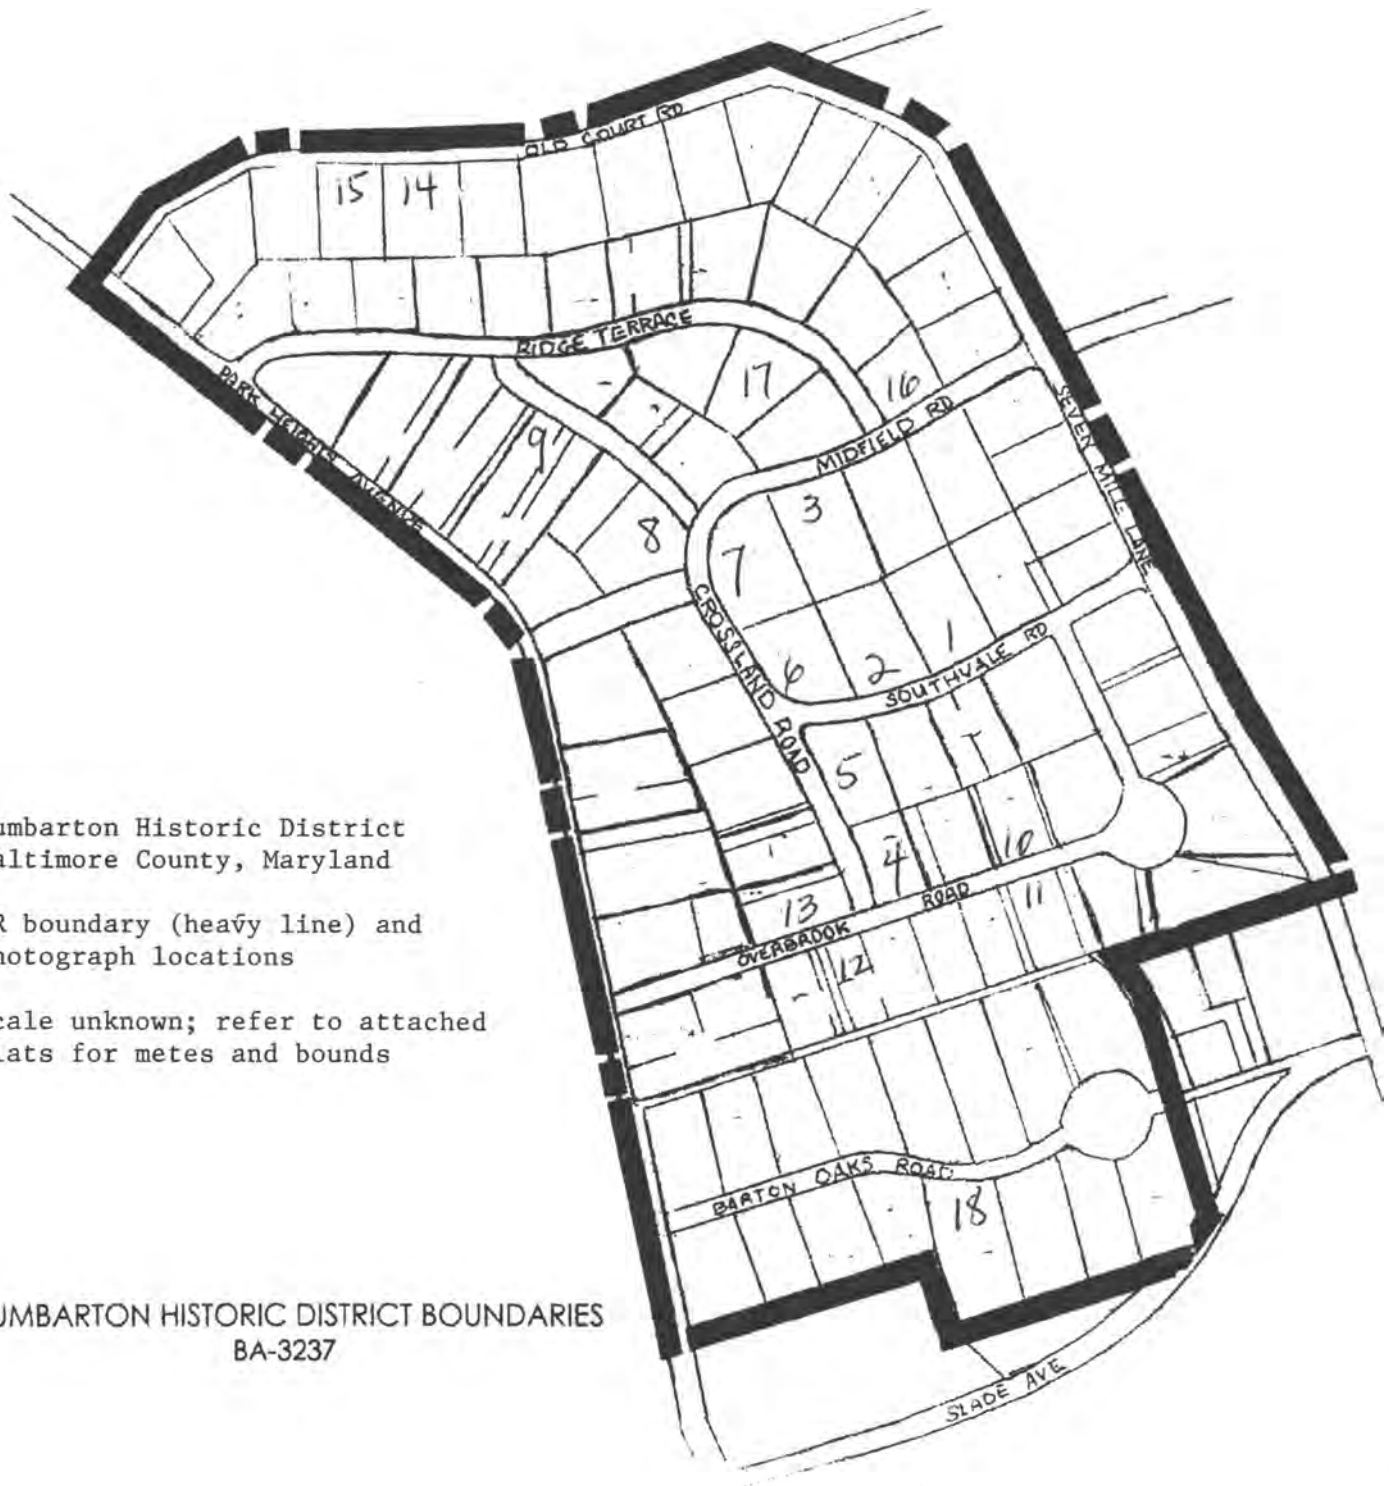 OLD COURT RD
15
14
RIDGE TERRACE
PARK HEIGHTS AVENUE
17
16
MIDFIELD RD
SEVEN MILE LANE
9
3
8
7
CROSSLAND ROAD
1
6
2
SOUTHVALE RD
5
4
10
11
13
OVERBROOK ROAD
12
umbarton Historic District
altimore County, Maryland
R boundary (heavy line) and
hotograph locations
cale unknown; refer to attached
lats for metes and bounds
BARTON OAKS ROAD
18
UMBARTON HISTORIC DISTRICT BOUNDARIES
BA-3237
SLADE AVE